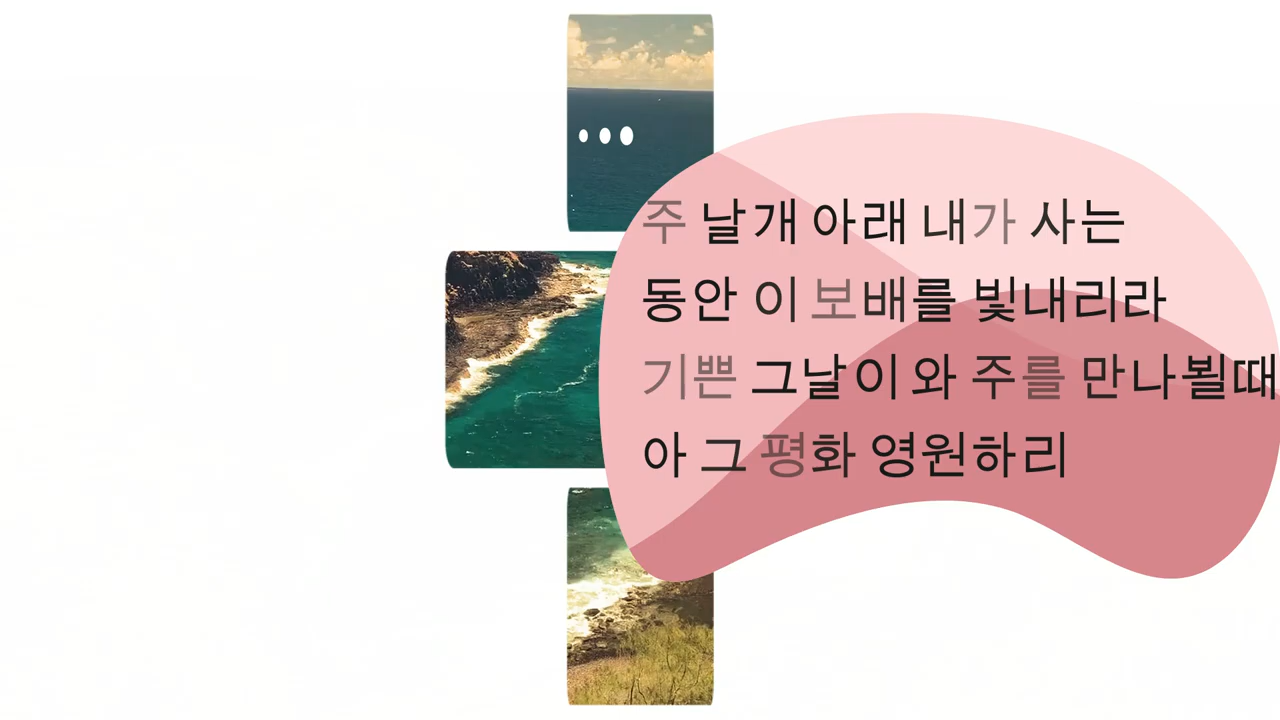 주 날개 아래 내가 사는
동안 이 보배를 빛내리라
기쁜 그날이 와 주를 만나뵐때
아 그 평화 영원하리